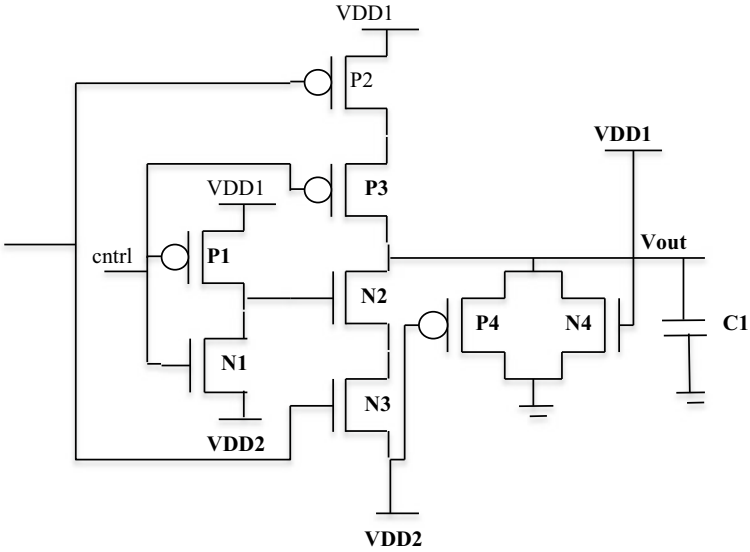 VDD1
P2
VDD1
P3
VDD1
P1
Vout
cntrl
N2
P4
N4
C1
N1
N3
VDD2
VDD2